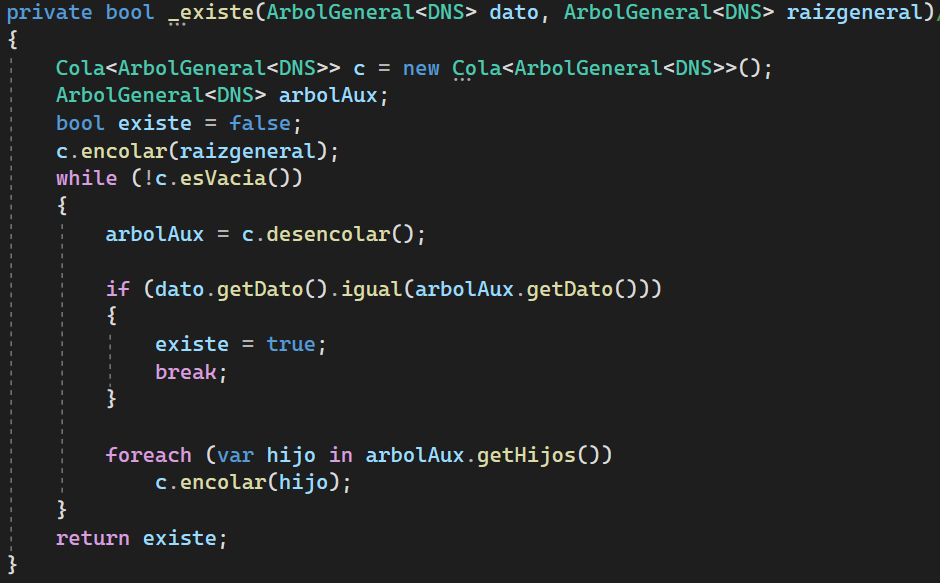 private bool _existe(ArbolGeneral<DNS> dato, ArbolGeneral<DNS> raizgeneral)
{
Cola<ArbolGeneral<DNS>> c = new Cola<ArbolGeneral<DNS>>();
ArbolGeneral<DNS> arbolAux;
bool existe = false;
c.encolar(raizgeneral);
while (!c.esVacia())
{
arbolAux = c.desencolar();
if (dato.getDato().igual(arbolAux.getDato()))
{
existe = true;
break;
}
foreach (var hijo in arbolAux.getHijos())
c.encolar(hijo);
}
return existe;
}